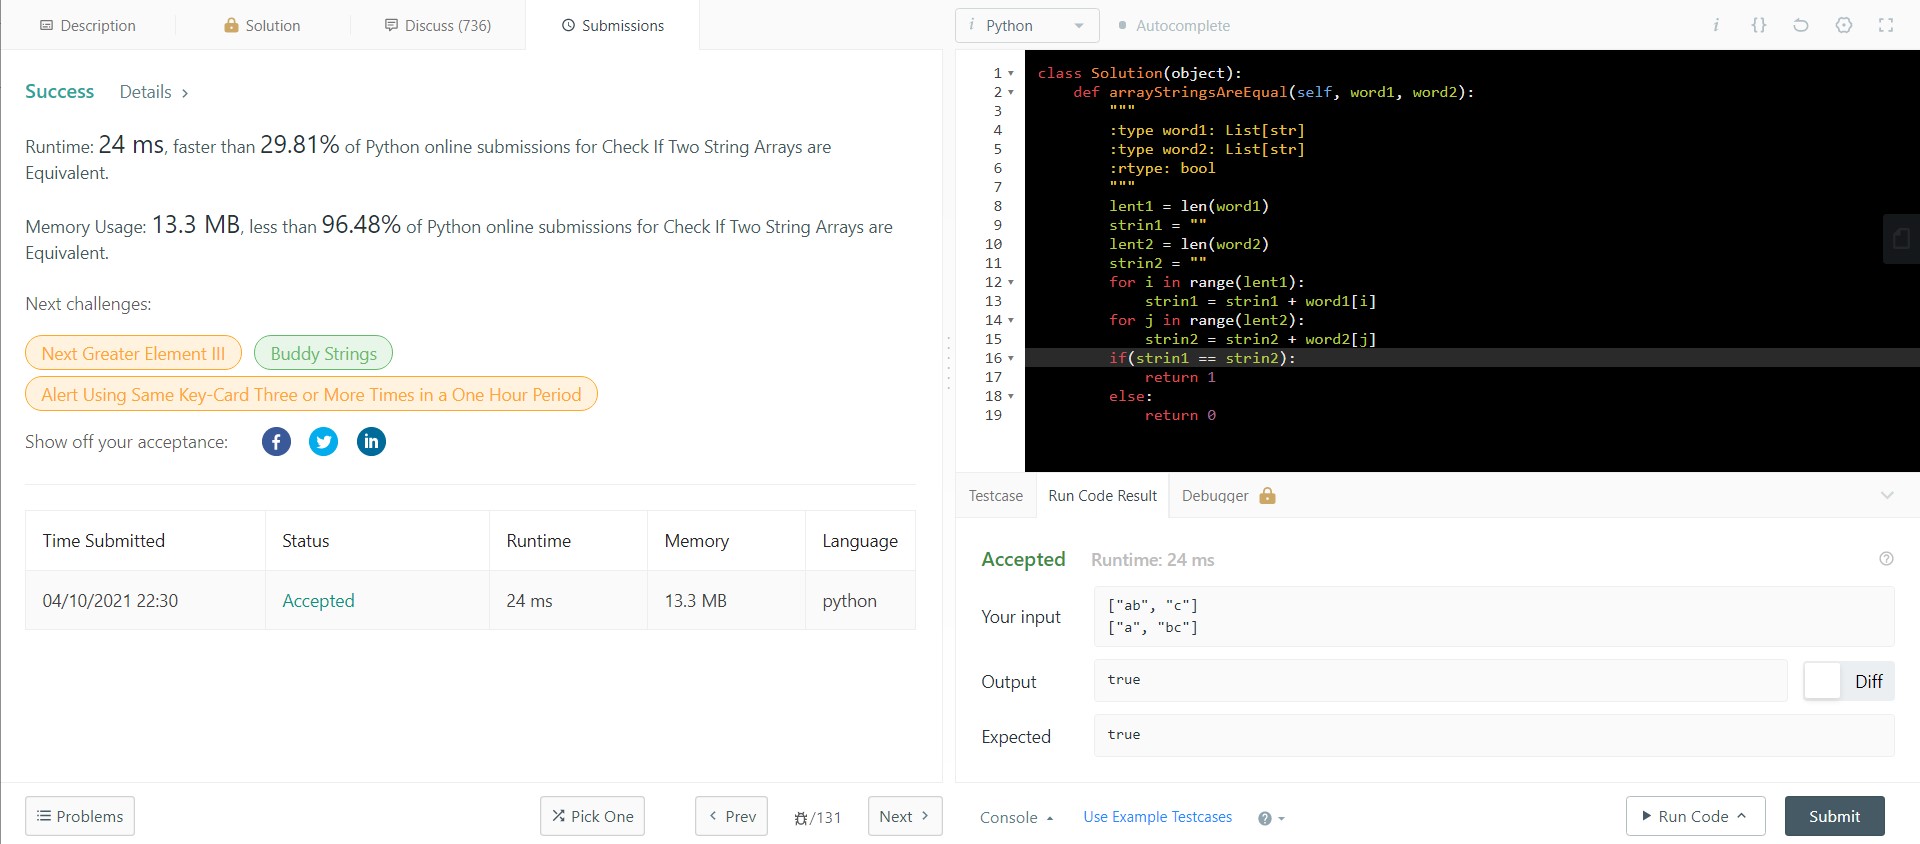 Description
Solution
Discuss (736)
Submissions
Success Details >
Runtime: 24 ms, faster than 29.81% of Python online submissions for Check If Two String Arrays are
Equivalent.
Memory Usage: 13.3 MB, less than 96.48% of Python online submissions for Check If Two String Arrays are
Equivalent.
Next challenges:
Next Greater Element III
Buddy Strings
Alert Using Same Key-Card Three or More Times in a One Hour Period
Show off your acceptance:
Time Submitted Status Runtime Memory Language
04/10/2021 22:30 Accepted 24 ms 13.3 MB python
Problems
Pick One
< Prev
/131
Next >
i Python
Autocomplete
i {}
1 class Solution(object):
2 def arrayStringsAreEqual(self, word1, word2):
3 """
4 :type word1: List[str]
5 :type word2: List[str]
6 :rtype: bool
7 """
8 lent1 = len(word1)
9 strin1 = ""
10 lent2 = len(word2)
11 strin2 = ""
12 for i in range(lent1):
13 strin1 = strin1 + word1[i]
14 for j in range(lent2):
15 strin2 = strin2 + word2[j]
16 if(strin1 == strin2):
17 return 1
18 else:
19 return 0
Testcase
Run Code Result
Debugger
Accepted Runtime: 24 ms
?
Your input
["ab", "c"]
["a", "bc"]
Output
true
Diff
Expected
true
Console
Use Example Testcases
?
Run Code
Submit